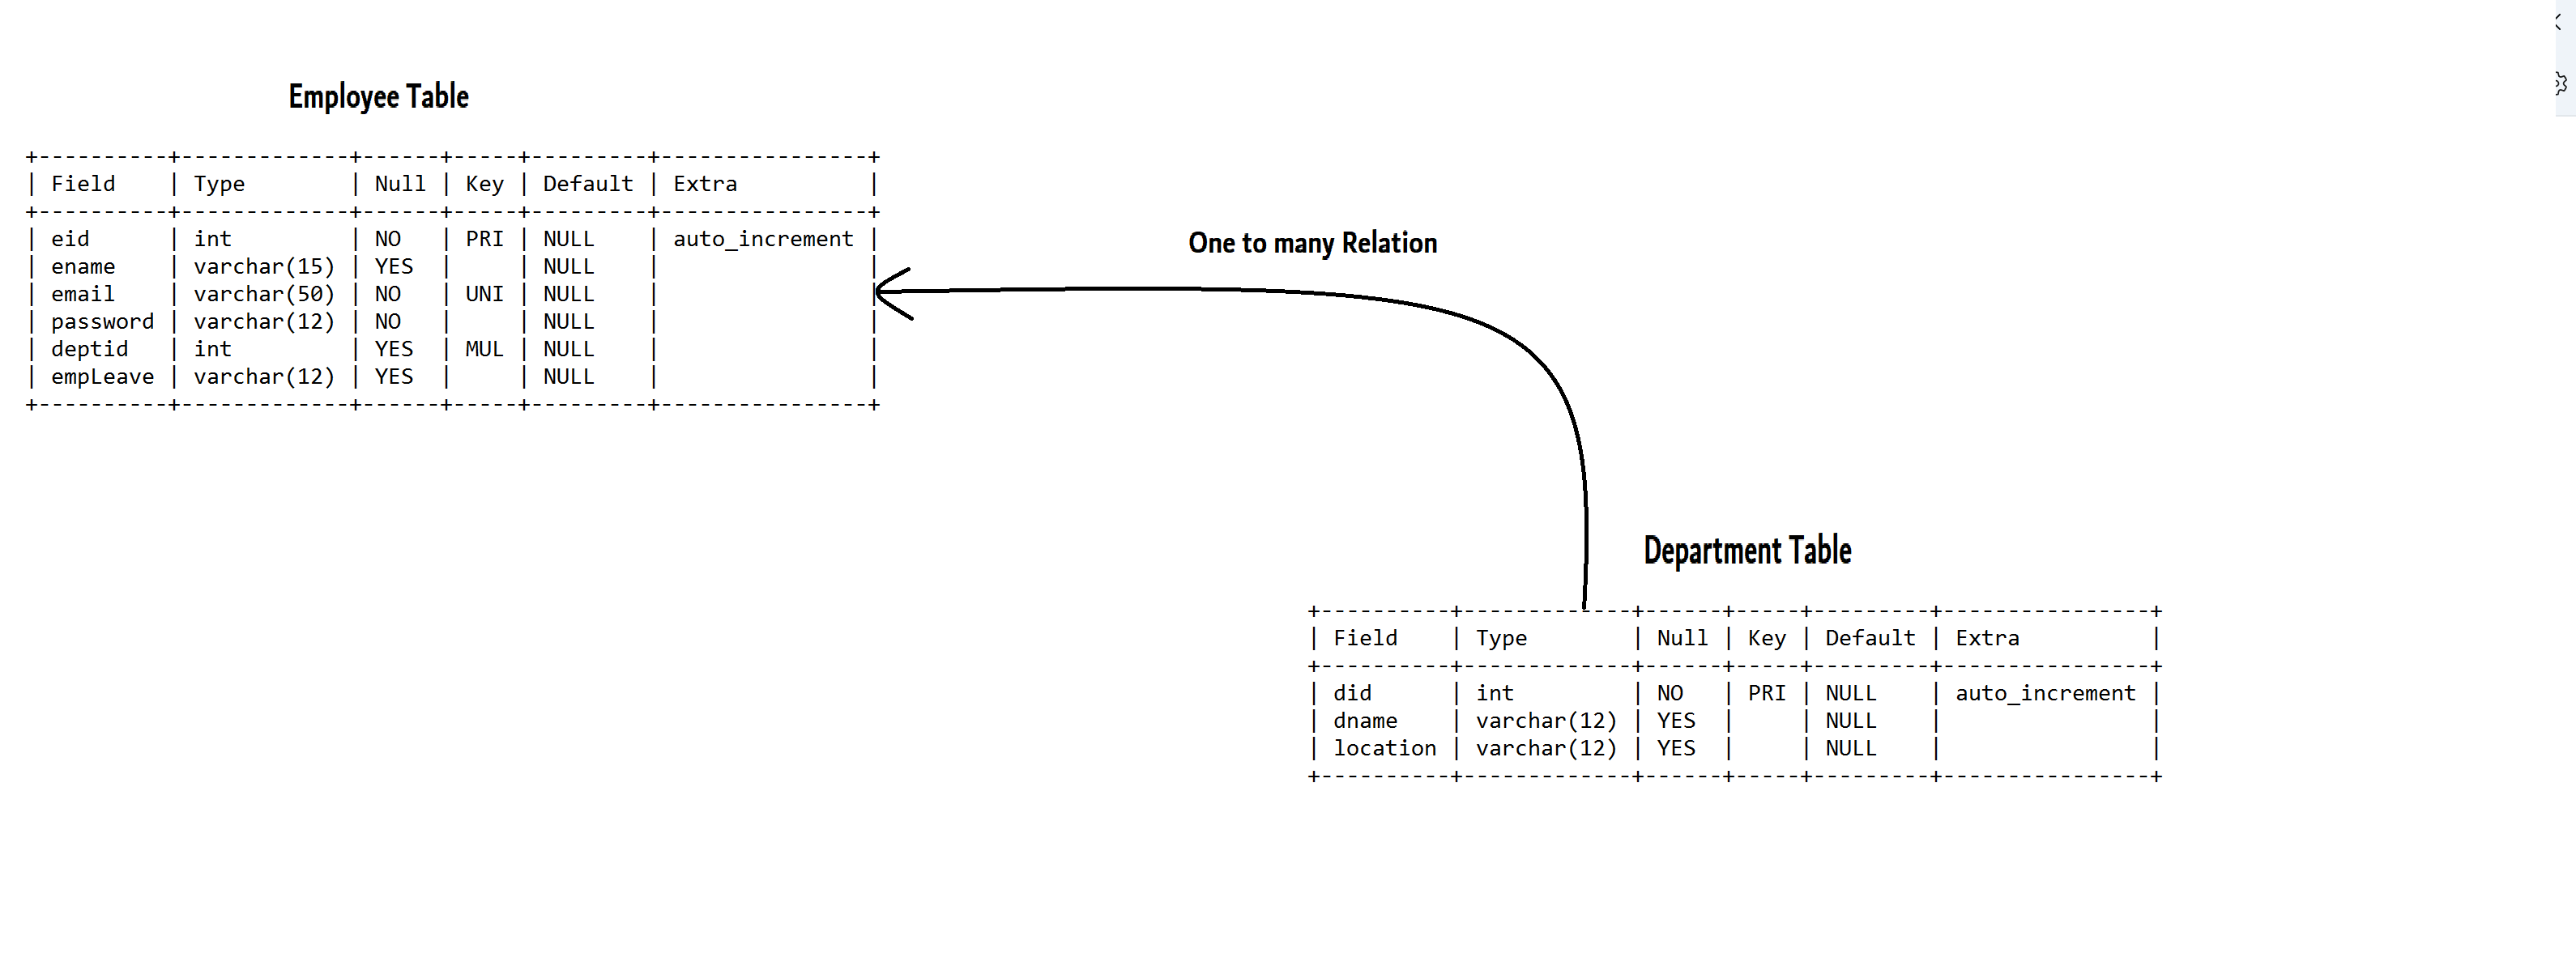 Employee Table
+----------+-------------+------+-----+---------+----------------+
| Field    | Type        | Null | Key | Default | Extra          |
+----------+-------------+------+-----+---------+----------------+
| eid      | int         | NO   | PRI | NULL    | auto_increment |
| ename    | varchar(15) | YES  |     | NULL    |                |
| email    | varchar(50) | NO   | UNI | NULL    |                |
| password | varchar(12) | NO   |     | NULL    |                |
| deptid   | int         | YES  | MUL | NULL    |                |
| empLeave | varchar(12) | YES  |     | NULL    |                |
+----------+-------------+------+-----+---------+----------------+
One to many Relation
Department Table
+----------+-------------+------+-----+---------+----------------+
| Field    | Type        | Null | Key | Default | Extra          |
+----------+-------------+------+-----+---------+----------------+
| did      | int         | NO   | PRI | NULL    | auto_increment |
| dname    | varchar(12) | YES  |     | NULL    |                |
| location | varchar(12) | YES  |     | NULL    |                |
+----------+-------------+------+-----+---------+----------------+